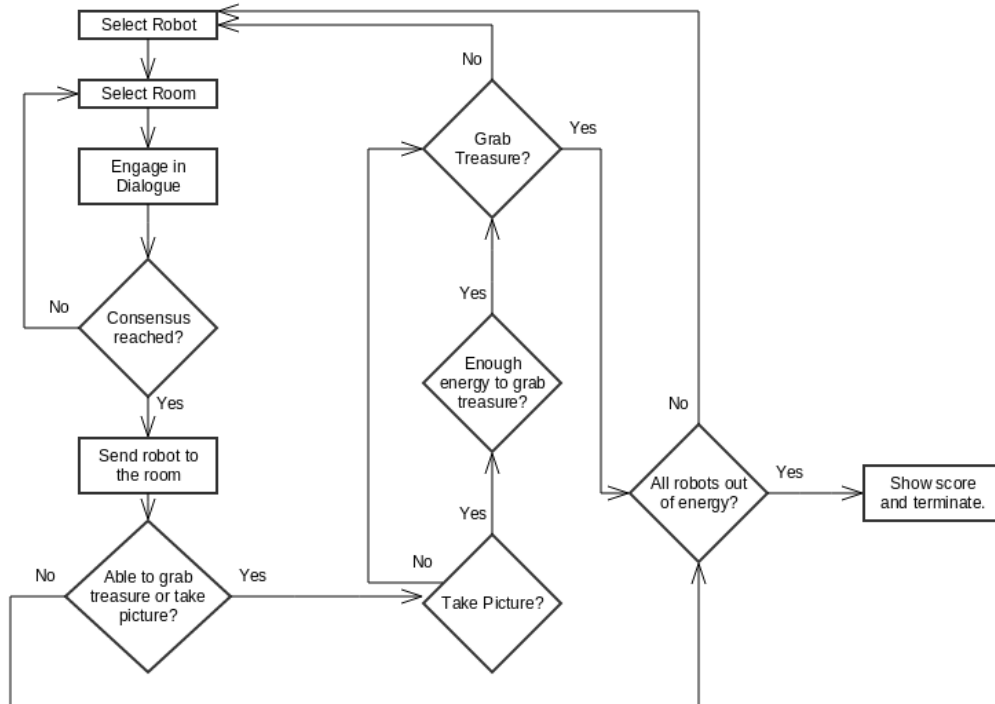 Select Robot
Select Room
Engage in
Dialogue
No
Consensus
reached?
Yes
Send robot to
the room
No
Able to grab
treasure or take
picture?
Yes
No
Grab
Treasure?
Yes
Yes
Enough
energy to grab
treasure?
Yes
No
Take Picture?
No
All robots out
of energy?
Yes
Show score
and terminate.